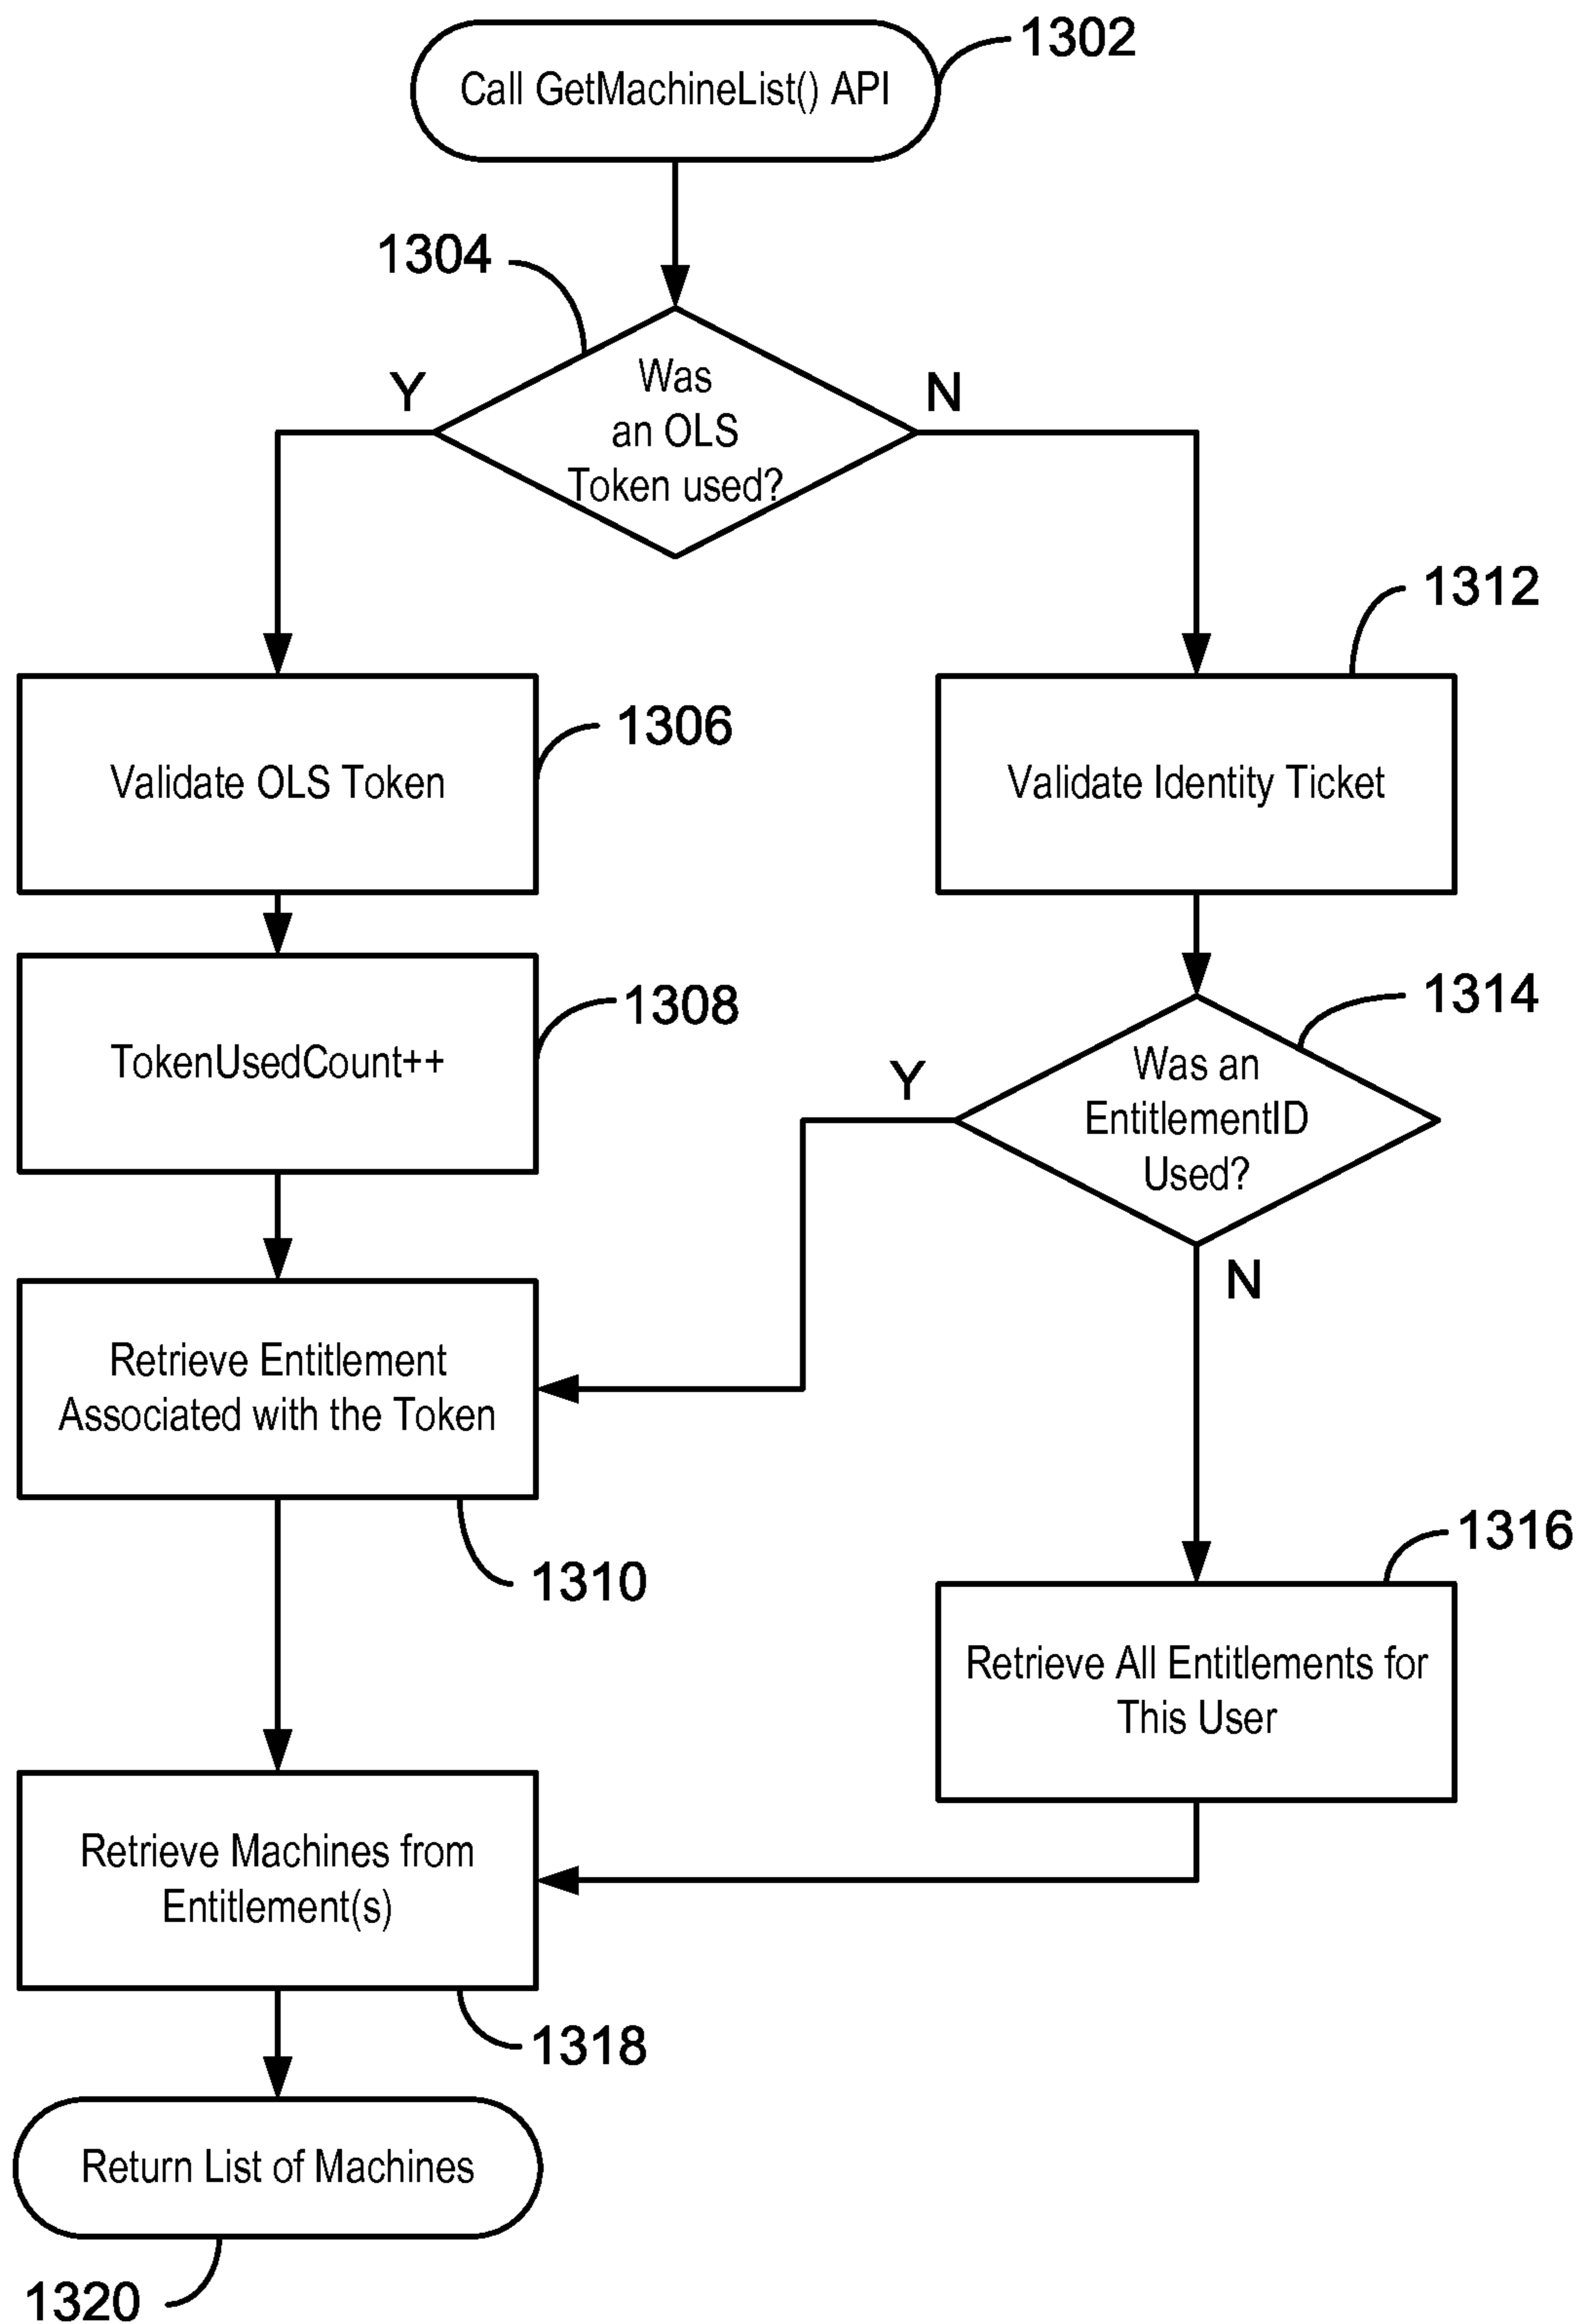 Call GetMachineList() API
1302
1304
Was
an OLS
Token used?
Y
N
1312
Validate OLS Token
1306
Validate Identity Ticket
TokenUsedCount++
1308
1314
Was an
EntitlementID
Used?
Y
N
Retrieve Entitlement
Associated with the Token
1310
1316
Retrieve All Entitlements for
This User
Retrieve Machines from
Entitlement(s)
1318
Return List of Machines
1320